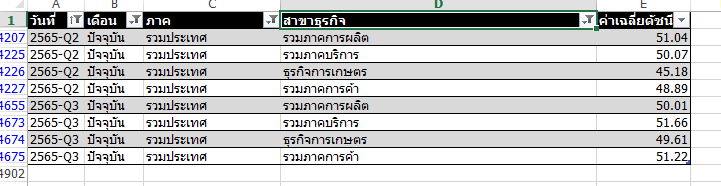 A B C D E
1 วันที่ เดือน ภาค สาขาธุรกิจ ค่าเฉลี่ยดัชนี
4207 2565-Q2 ปัจจุบัน รวมประเทศ รวมภาคการผลิต 51.04
4225 2565-Q2 ปัจจุบัน รวมประเทศ รวมภาคบริการ 50.07
4226 2565-Q2 ปัจจุบัน รวมประเทศ ธุรกิจการเกษตร 45.18
4227 2565-Q2 ปัจจุบัน รวมประเทศ รวมภาคการค้า 48.89
4655 2565-Q3 ปัจจุบัน รวมประเทศ รวมภาคการผลิต 50.01
4673 2565-Q3 ปัจจุบัน รวมประเทศ รวมภาคบริการ 51.66
4674 2565-Q3 ปัจจุบัน รวมประเทศ ธุรกิจการเกษตร 49.61
4675 2565-Q3 ปัจจุบัน รวมประเทศ รวมภาคการค้า 51.22
4902